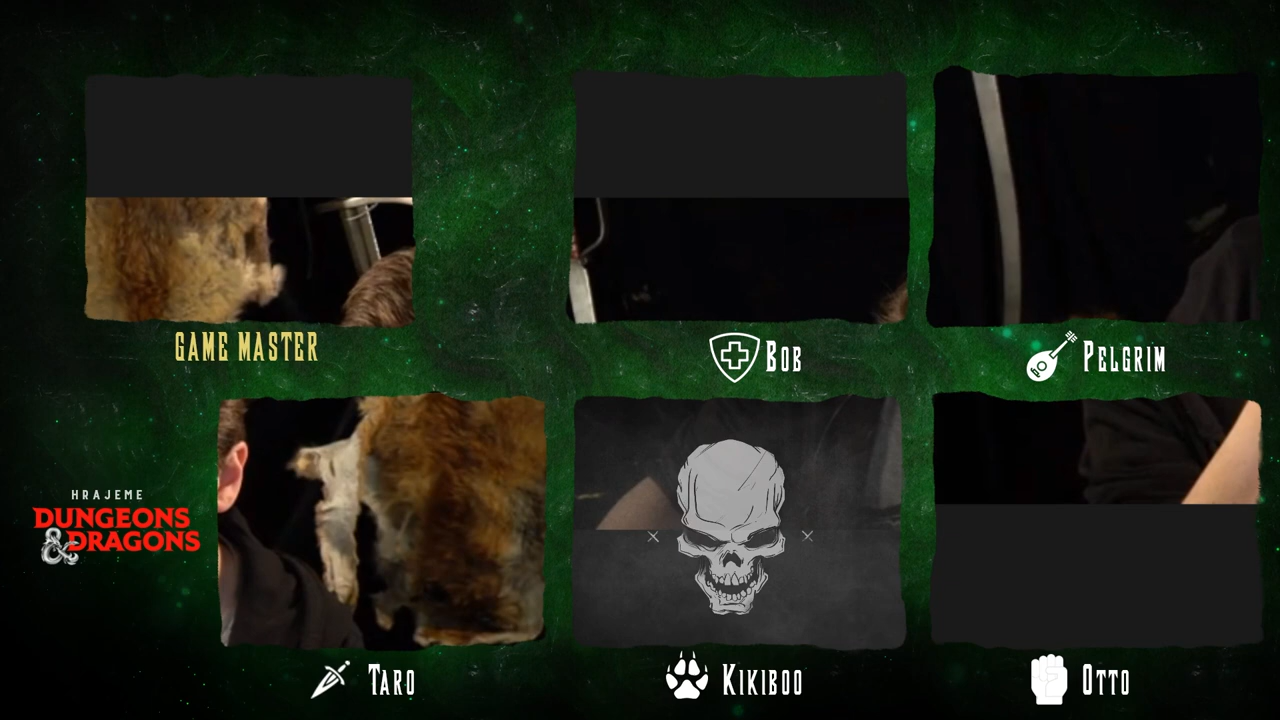 GAME MASTER
BOB
PELGRIM
HRAJEME
DUNGEONS
& DRAGONS
TARO
KIKIBOO
OTTO